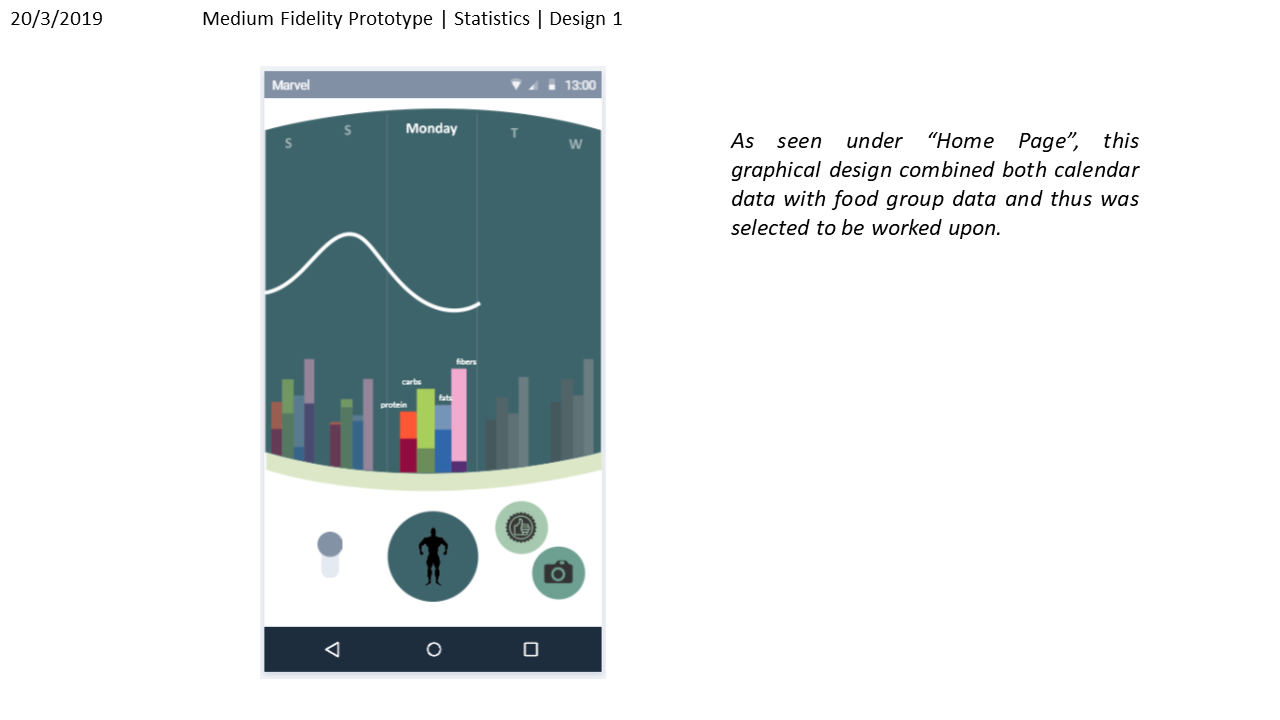 20/3/2019
Medium Fidelity Prototype | Statistics | Design 1
Marvel
13:00
S
S
Monday
T
W
As seen under “Home Page”, this
graphical design combined both calendar
data with food group data and thus was
selected to be worked upon.
fibers
carbs
fats
protein